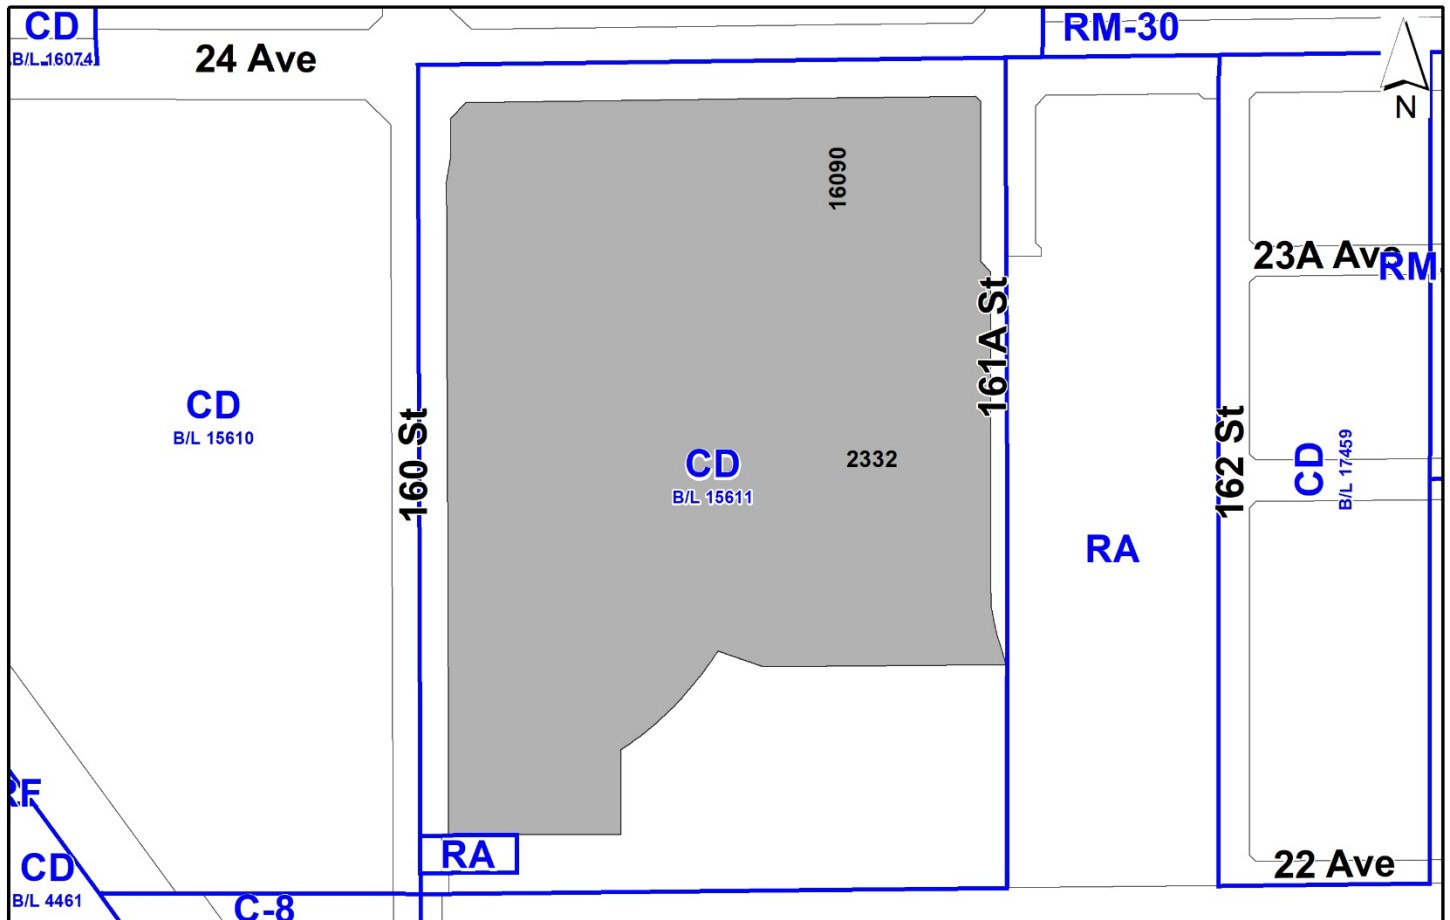 CD
B/L 16074
24 Ave
RM-30
N
16090
23A Ave
RM
161A St
CD
B/L 15610
160 St
CD
B/L 15611
2332
162 St
CD
B/L 17459
RA
RF
CD
B/L 4461
RA
22 Ave
C-8